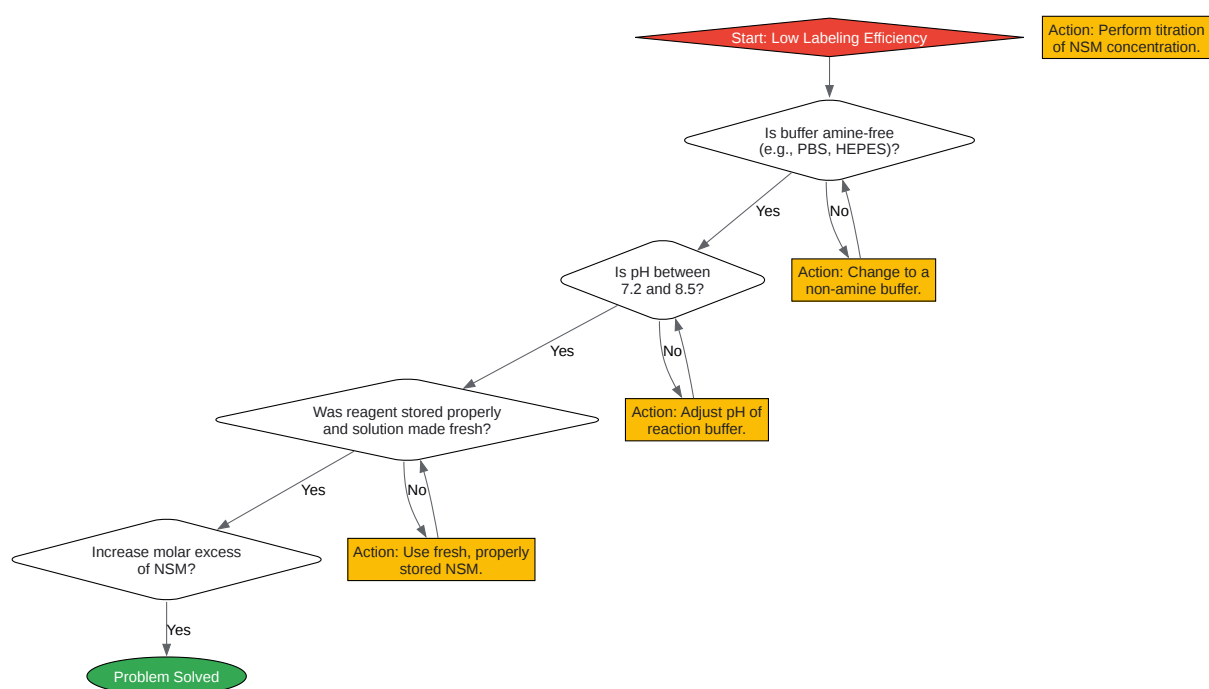 Start: Low Labeling Efficiency
Action: Perform titration
of NSM concentration.
Is buffer amine-free
(e.g., PBS, HEPES)?
Yes
No
Is pH between
7.2 and 8.5?
Action: Change to a
non-amine buffer.
Yes
No
Was reagent stored properly
and solution made fresh?
Action: Adjust pH of
reaction buffer.
Yes
No
Increase molar excess
of NSM?
Action: Use fresh, properly
stored NSM.
Yes
Problem Solved